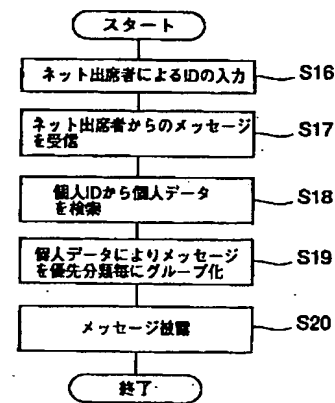 スタート
ネット出席者によるIDの入力
S16
ネット出席者からのメッセージ
を受信
S17
個人IDから個人データ
を検索
S18
個人データによりメッセージ
を優先分類毎にグループ化
S19
メッセージ披露
S20
終了